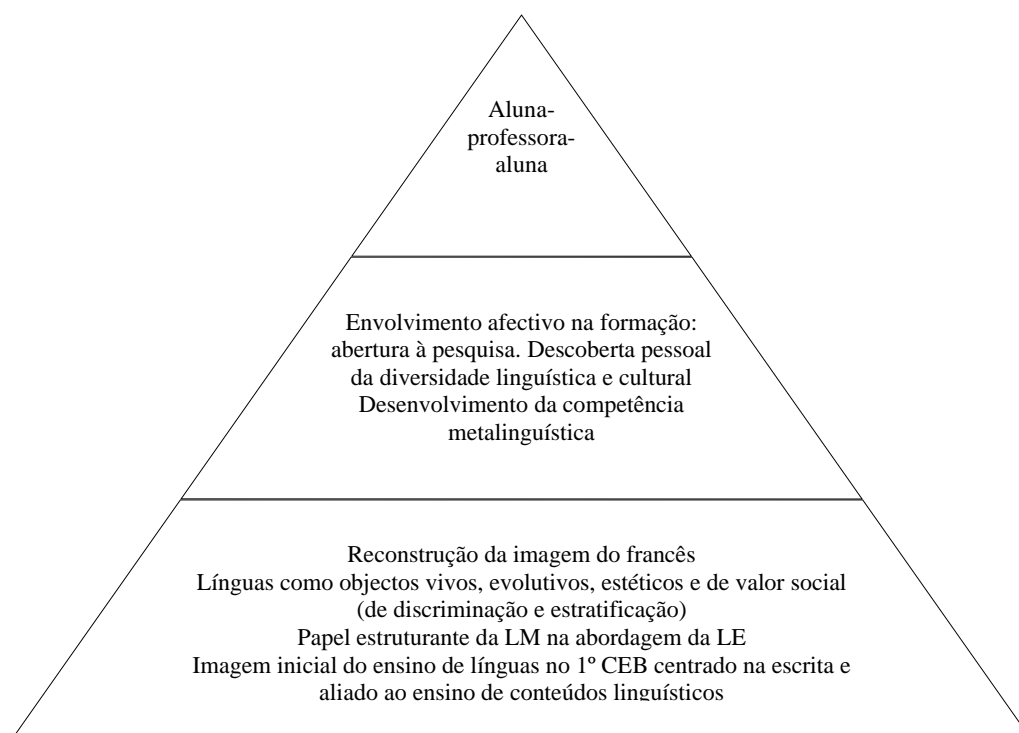 Aluna-
professora-
aluna
Envolvimento afectivo na formação:
abertura à pesquisa. Descoberta pessoal
da diversidade linguística e cultural
Desenvolvimento da competência
metalinguística
Reconstrução da imagem do francês
Línguas como objectos vivos, evolutivos, estéticos e de valor social
(de discriminação e estratificação)
Papel estruturante da LM na abordagem da LE
Imagem inicial do ensino de línguas no 1º CEB centrado na escrita e
aliado ao ensino de conteúdos linguísticos